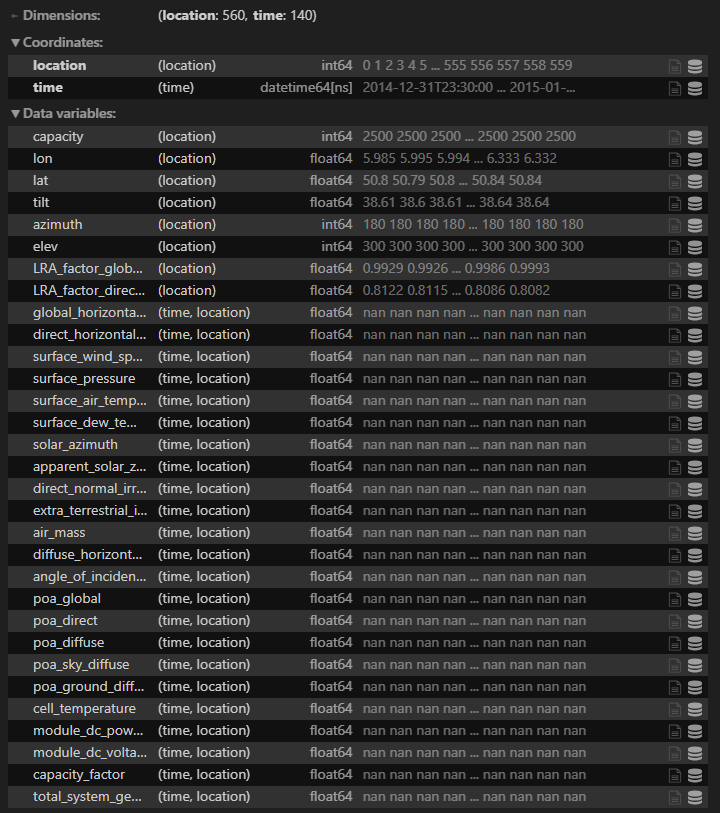 ► Dimensions: (location: 560, time: 140)
▼ Coordinates:
location (location) int64 0 1 2 3 4 5 ... 555 556 557 558 559
time (time) datetime64[ns] 2014-12-31T23:30:00 ... 2015-01-...
▼ Data variables:
capacity (location) int64 2500 2500 2500 ... 2500 2500 2500
lon (location) float64 5.985 5.995 5.994 ... 6.333 6.332
lat (location) float64 50.8 50.79 50.8 ... 50.84 50.84
tilt (location) float64 38.61 38.6 38.61 ... 38.64 38.64
azimuth (location) int64 180 180 180 180 ... 180 180 180 180
elev (location) int64 300 300 300 300 ... 300 300 300 300
LRA_factor_glob... (location) float64 0.9929 0.9926 ... 0.9986 0.9993
LRA_factor_direc... (location) float64 0.8122 0.8115 ... 0.8086 0.8082
global_horizonta... (time, location) float64 nan nan nan nan ... nan nan nan nan
direct_horizontal... (time, location) float64 nan nan nan nan ... nan nan nan nan
surface_wind_sp... (time, location) float64 nan nan nan nan ... nan nan nan nan
surface_pressure (time, location) float64 nan nan nan nan ... nan nan nan nan
surface_air_temp... (time, location) float64 nan nan nan nan ... nan nan nan nan
surface_dew_te... (time, location) float64 nan nan nan nan ... nan nan nan nan
solar_azimuth (time, location) float64 nan nan nan nan ... nan nan nan nan
apparent_solar_z... (time, location) float64 nan nan nan nan ... nan nan nan nan
direct_normal_irr... (time, location) float64 nan nan nan nan ... nan nan nan nan
extra_terrestrial_i... (time, location) float64 nan nan nan nan ... nan nan nan nan
air_mass (time, location) float64 nan nan nan nan ... nan nan nan nan
diffuse_horizont... (time, location) float64 nan nan nan nan ... nan nan nan nan
angle_of_inciden... (time, location) float64 nan nan nan nan ... nan nan nan nan
poa_global (time, location) float64 nan nan nan nan ... nan nan nan nan
poa_direct (time, location) float64 nan nan nan nan ... nan nan nan nan
poa_diffuse (time, location) float64 nan nan nan nan ... nan nan nan nan
poa_sky_diffuse (time, location) float64 nan nan nan nan ... nan nan nan nan
poa_ground_diff... (time, location) float64 nan nan nan nan ... nan nan nan nan
cell_temperature (time, location) float64 nan nan nan nan ... nan nan nan nan
module_dc_pow... (time, location) float64 nan nan nan nan ... nan nan nan nan
module_dc_volta... (time, location) float64 nan nan nan nan ... nan nan nan nan
capacity_factor (time, location) float64 nan nan nan nan ... nan nan nan nan
total_system_ge... (time, location) float64 nan nan nan nan ... nan nan nan nan